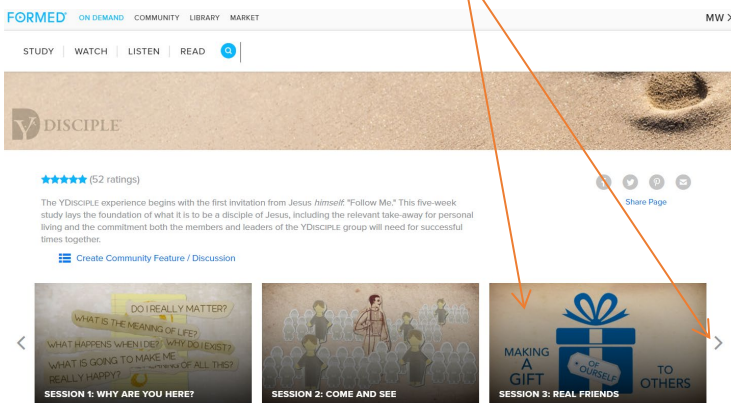 FORMED ON DEMAND COMMUNITY LIBRARY MARKET MW
STUDY WATCH LISTEN READ
YDISCIPLE
(52 ratings)
The YDISCIPLE experience begins with the first invitation from Jesus himself: "Follow Me." This five-week
study lays the foundation of what it is to be a disciple of Jesus, including the relevant take-away for personal
living and the commitment both the members and leaders of the YDISCIPLE group will need for successful
times together.
Share Page
Create Community Feature / Discussion
DO I REALLY MATTER?
WHAT IS THE MEANING OF LIFE?
WHAT HAPPENS WHEN I DIE? WHY DO I EXIST?
WHAT IS GOING TO MAKE ME
REALLY HAPPY?
OF ALL THIS?
SESSION 1: WHY ARE YOU HERE?
SESSION 2: COME AND SEE
MAKING
A
GIFT
OF
OURSELF
TO
OTHERS
SESSION 3: REAL FRIENDS